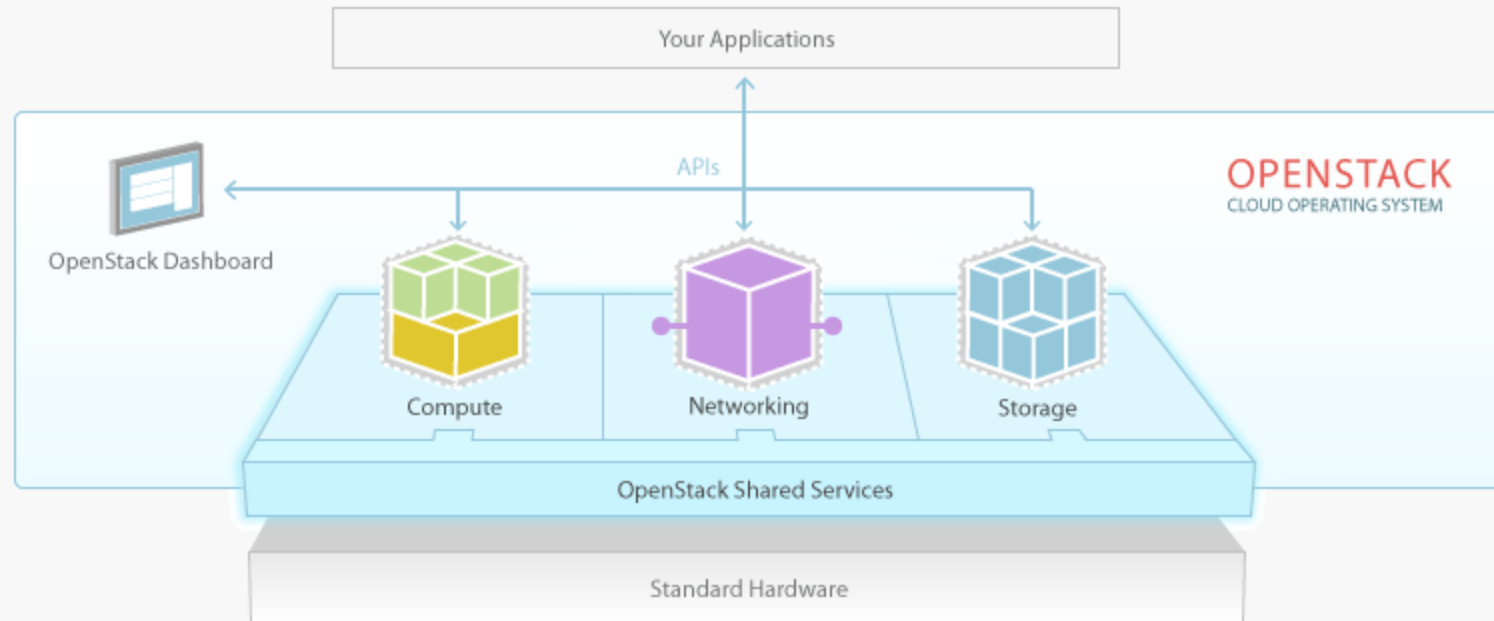 Your Applications
APIs
OPENSTACK
CLOUD OPERATING SYSTEM
OpenStack Dashboard
Compute
Networking
Storage
OpenStack Shared Services
Standard Hardware